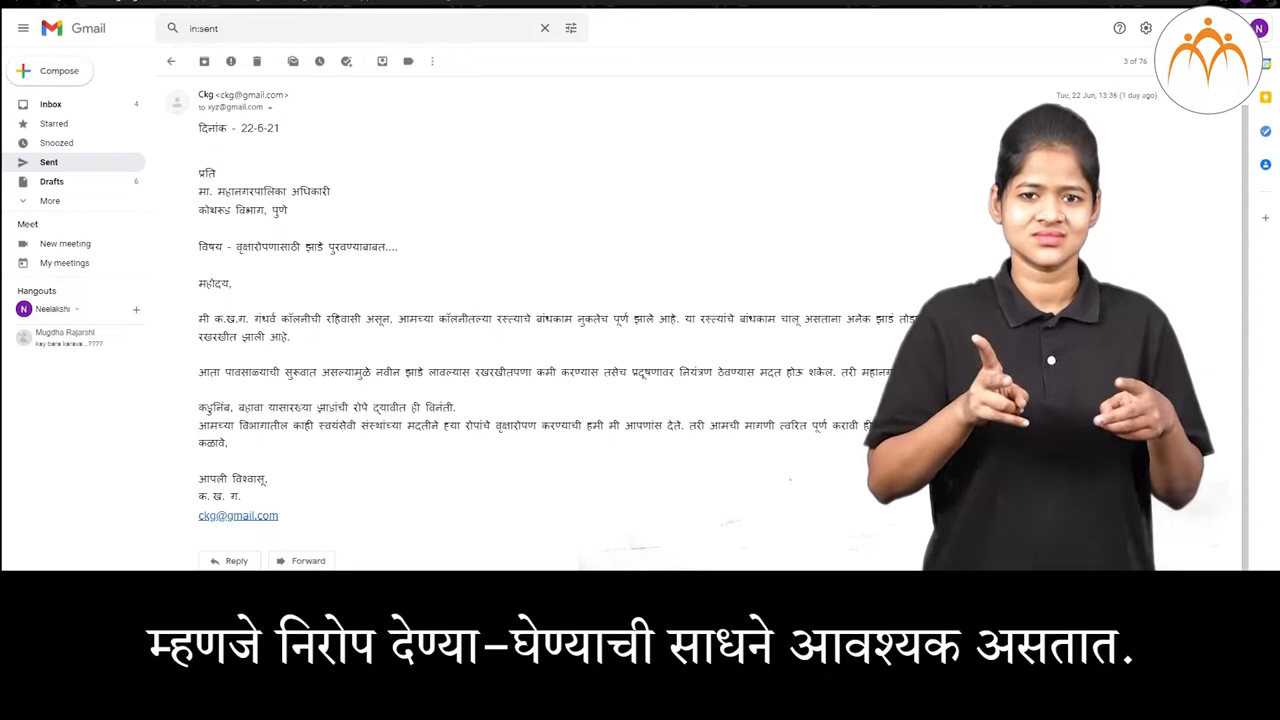 Gmail
in:sent
Compose
3 of 76
Inbox 4
Starred
Snoozed
Sent
Drafts 6
More
Meet
New meeting
My meetings
Hangouts
N Neelakshi
Mugdha Rajarshi
kay bara karava...????
N
Ckg <ckg@gmail.com>
Tue, 22 Jun, 13:36 (1 day ago)
to xyz@gmail.com
दिनांक - 22-6-21
प्रति
मा. महानगरपालिका अधिकारी
कोथरूड विभाग, पुणे
विषय - वृक्षारोपणासाठी झाडे पुरवण्याबाबत....
महोदय,
मी क.ख.ग. गंधर्व कॉलनीची रहिवासी असून, आमच्या कॉलनीतल्या रस्त्याचे बांधकाम नुकतेच पूर्ण झाले आहे. या रस्त्यांचे बांधकाम चालू असताना अनेक झाडं
रखरखीत झाली आहे.
आता पावसाळ्याची सुरूवात असल्यामुळे नवीन झाडे लावल्यास रखरखीतपणा कमी करण्यास तसेच प्रदूषणावर नियंत्रण ठेवण्यास मदत होऊ शकेल. तरी
कडुनिंब, बहावा यासारख्या झाडांची रोपे द्यावीत ही विनंती.
आमच्या विभागातील काही स्वयंसेवी संस्थांच्या मदतीने ह्या रोपांचे वृक्षारोपण करण्याची हमी मी आपणांस देते. तरी आमची मागणी त्वरित पूर्ण करावी
कळावे,
आपली विश्वासू,
क. ख. ग.
ckg@gmail.com
Reply Forward
म्हणजे निरोप देण्या-घेण्याची साधने आवश्यक असतात.